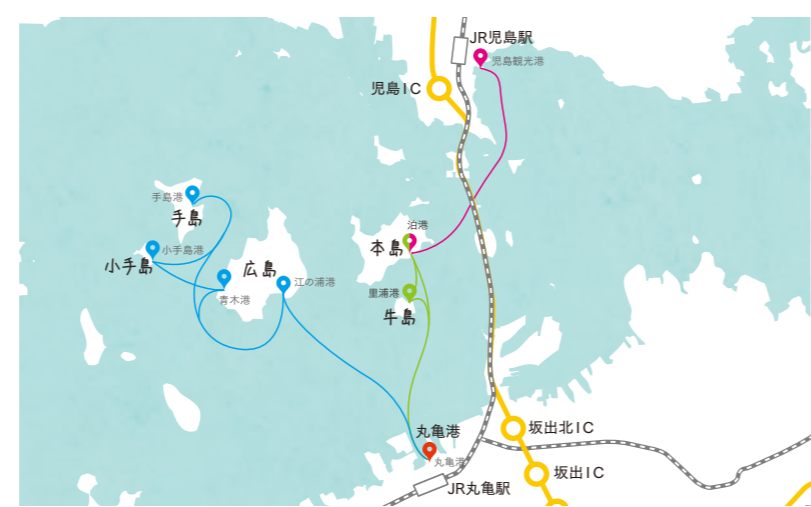 JR児島駅
児島観光港
児島IC
手島港
手島
小手島港
小手島
広島
青木港
江の浦港
泊港
本島
里浦港
牛島
丸亀港
丸亀港
JR丸亀駅
坂出北IC
坂出IC